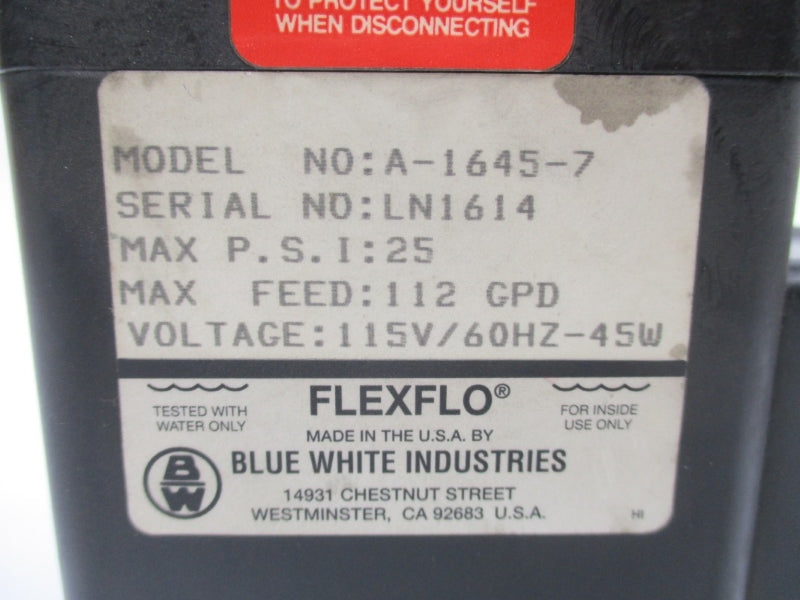 TO PROTECT YOURSELF
WHEN DISCONNECTING
MODEL NO:A-1645-7
SERIAL NO:LN1614
MAX P.S.I:25
MAX FEED:112 GPD
VOLTAGE:115V/60HZ-45W
FLEXFLO®
TESTED WITH
WATER ONLY
FOR INSIDE
USE ONLY
MADE IN THE U.S.A. BY
BW
BLUE WHITE INDUSTRIES
14931 CHESTNUT STREET
WESTMINSTER, CA 92683 U.S.A.
HI